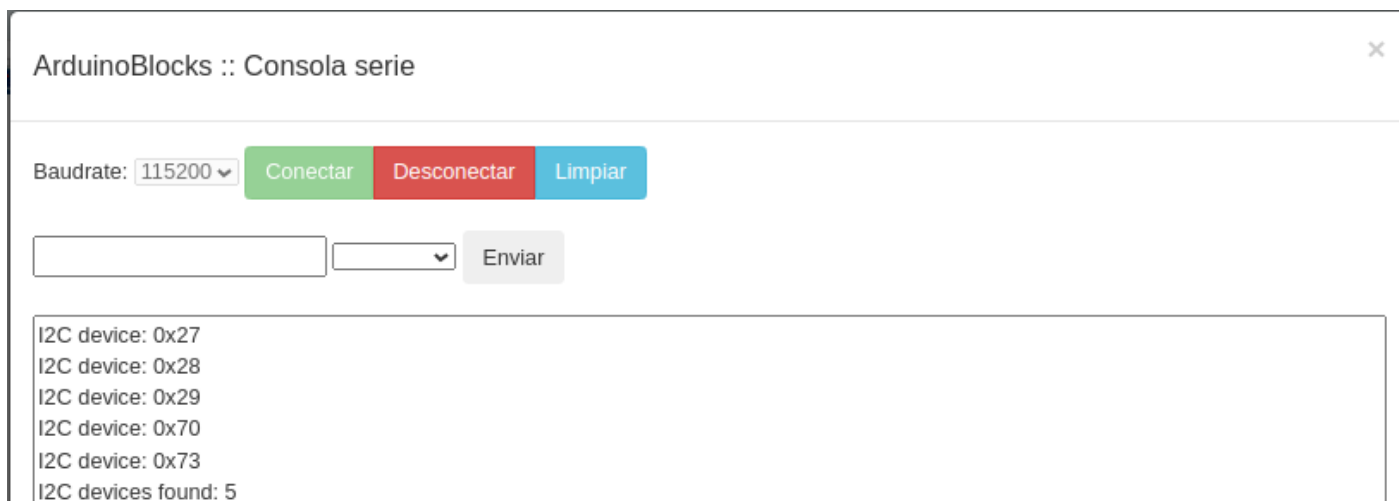 ArduinoBlocks :: Consola serie
×
Baudrate: 115200 Conectar Desconectar Limpiar
Enviar
I2C device: 0x27
I2C device: 0x28
I2C device: 0x29
I2C device: 0x70
I2C device: 0x73
I2C devices found: 5